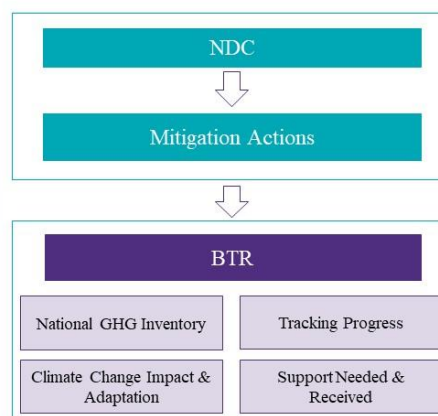 NDC
Mitigation Actions
BTR
National GHG Inventory
Tracking Progress
Climate Change Impact &
Adaptation
Support Needed &
Received